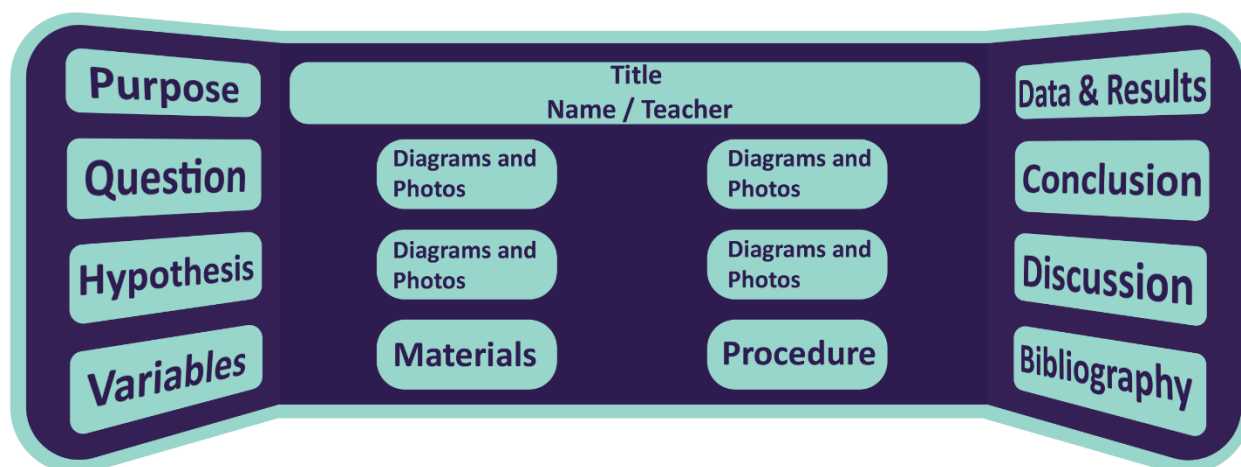 Purpose
Question
Hypothesis
Variables
Title
Name / Teacher
Diagrams and
Photos
Diagrams and
Photos
Diagrams and
Photos
Diagrams and
Photos
Materials
Procedure
Data & Results
Conclusion
Discussion
Bibliography